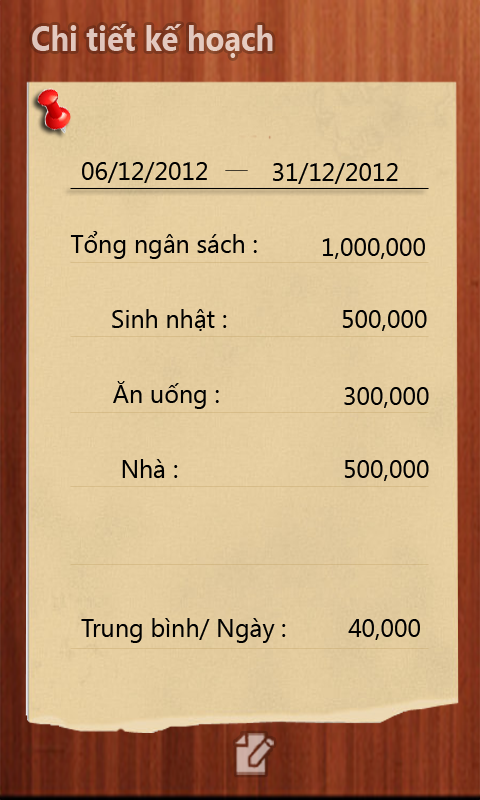 Chi tiết kế hoạch
06/12/2012 — 31/12/2012
Tổng ngân sách : 1,000,000
Sinh nhật : 500,000
Ăn uống : 300,000
Nhà : 500,000
Trung bình/ Ngày : 40,000